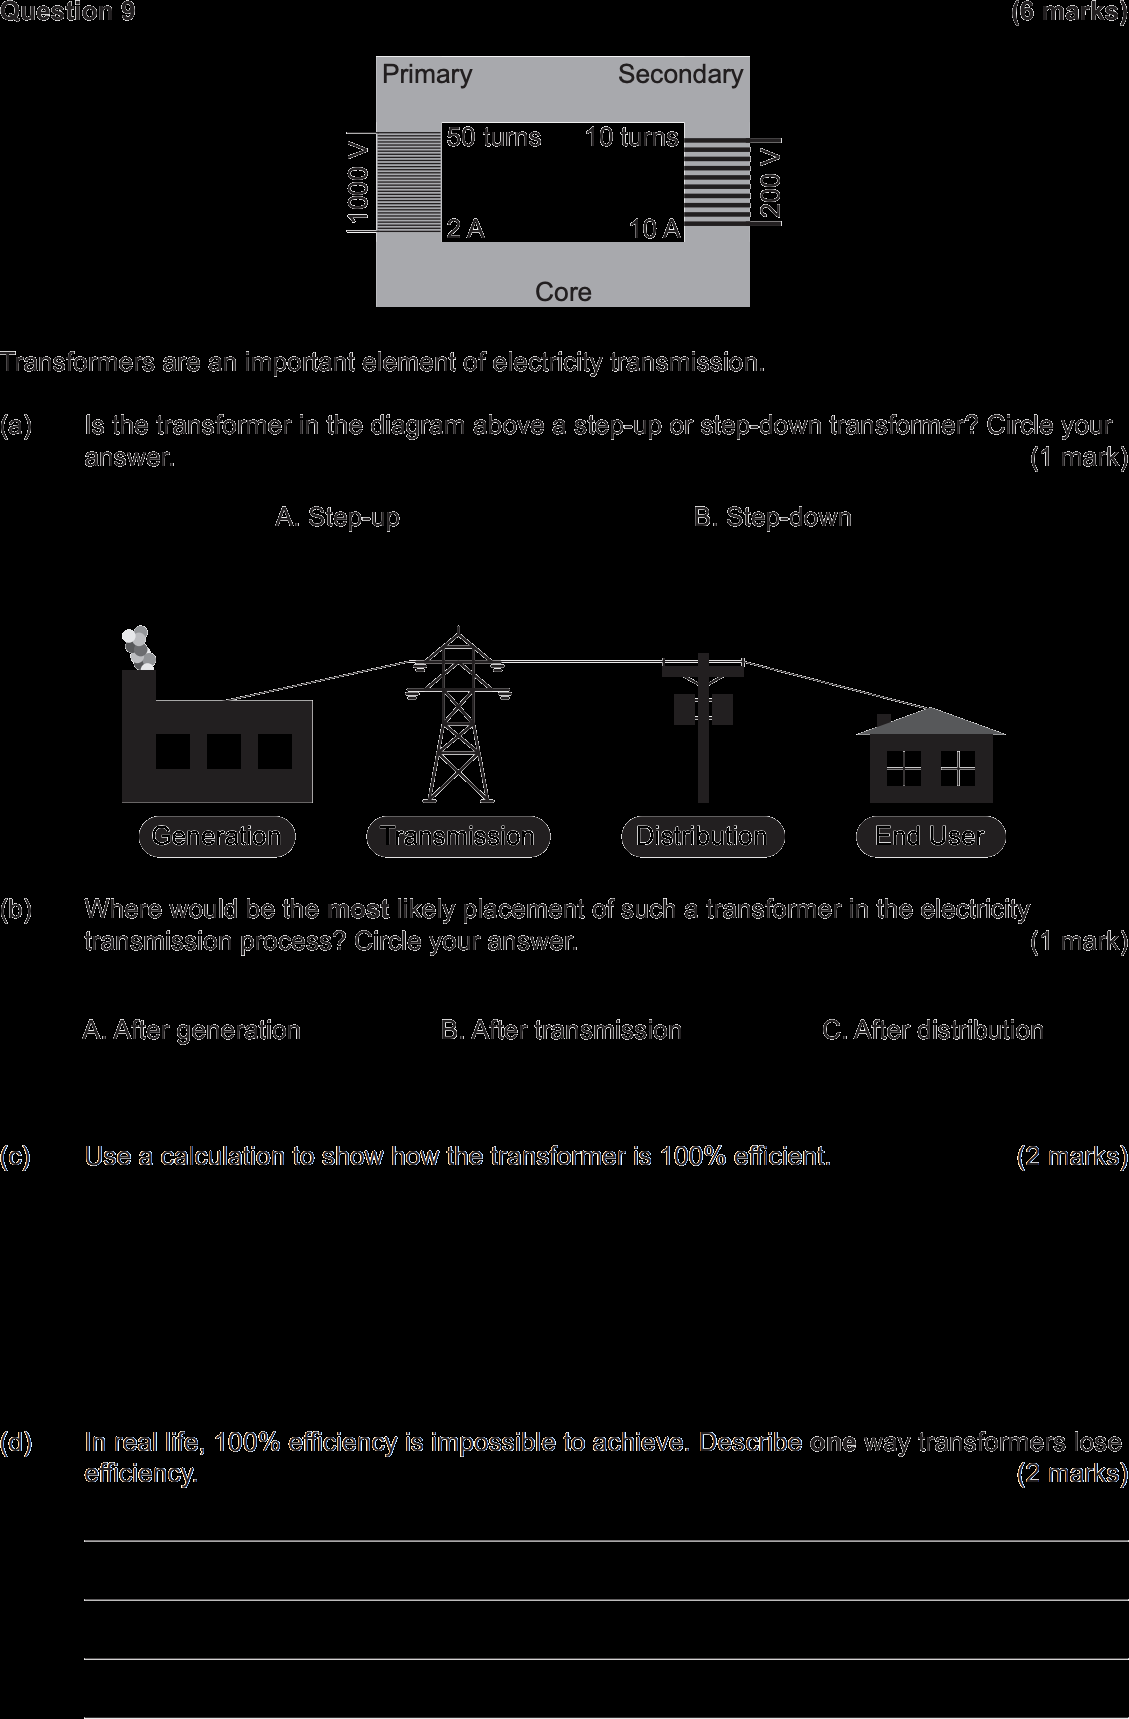 Question 9 (6 marks)
Primary Secondary
50 turns 10 turns
1000 V
200 V
2 A 10 A
Core
Transformers are an important element of electricity transmission.
(a) Is the transformer in the diagram above a step-up or step-down transformer? Circle your
answer. (1 mark)
A. Step-up B. Step-down
Generation Transmission Distribution End User
(b) Where would be the most likely placement of such a transformer in the electricity
transmission process? Circle your answer. (1 mark)
A. After generation B. After transmission C. After distribution
(c) Use a calculation to show how the transformer is 100% efficient. (2 marks)
(d) In real life, 100% efficiency is impossible to achieve. Describe one way transformers lose
efficiency. (2 marks)